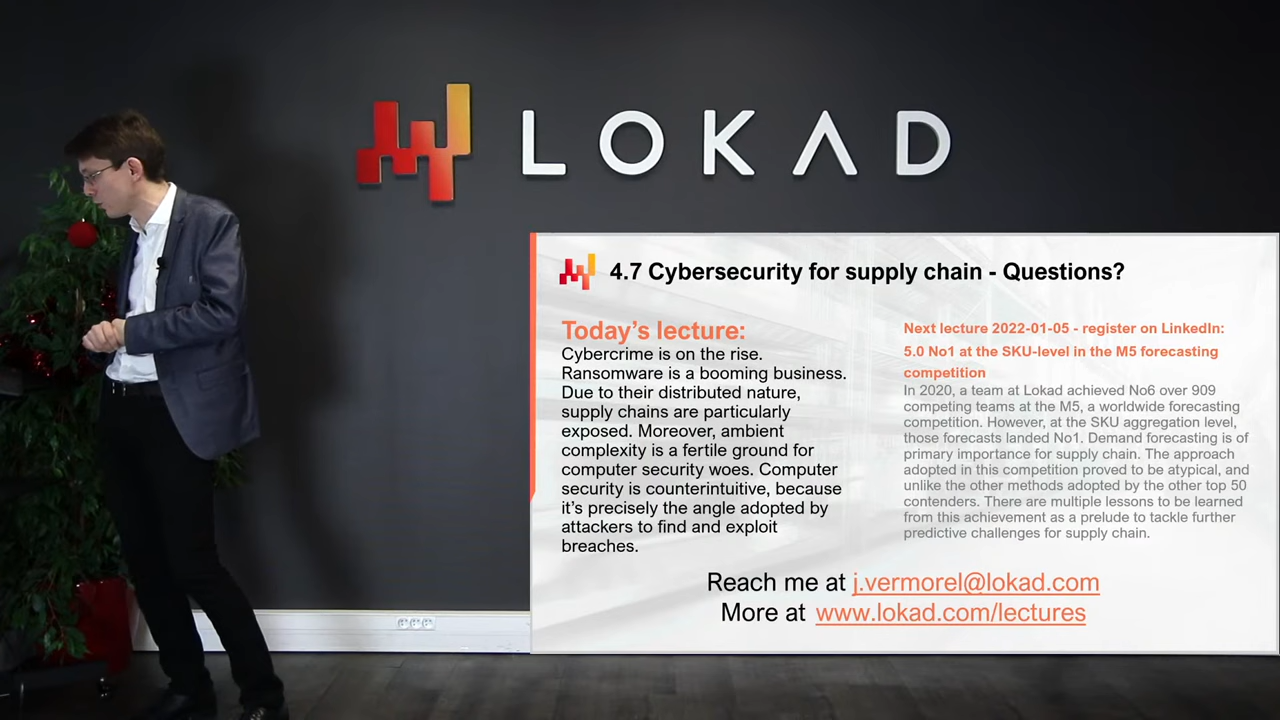 LOKAD
4.7 Cybersecurity for supply chain - Questions?
Today's lecture:
Cybercrime is on the rise.
Ransomware is a booming business.
Due to their distributed nature,
supply chains are particularly
exposed. Moreover, ambient
complexity is a fertile ground for
computer security woes. Computer
security is counterintuitive, because
it's precisely the angle adopted by
attackers to find and exploit
breaches.
Next lecture 2022-01-05 - register on LinkedIn:
5.0 No1 at the SKU-level in the M5 forecasting
competition
In 2020, a team at Lokad achieved No6 over 909
competing teams at the M5, a worldwide forecasting
competition. However, at the SKU aggregation level,
those forecasts landed No1. Demand forecasting is of
primary importance for supply chain. The approach
adopted in this competition proved to be atypical, and
unlike the other methods adopted by the other top 50
contenders. There are multiple lessons to be learned
from this achievement as a prelude to tackle further
predictive challenges for supply chain.
Reach me at j.vermorel@lokad.com
More at www.lokad.com/lectures